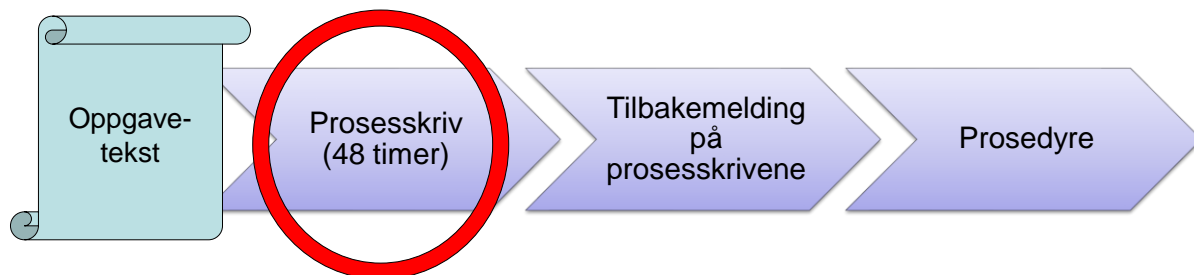 Oppgave-
tekst
Prosesskriv
(48 timer)
Tilbakemelding
på
prosesskrivene
Prosedyre